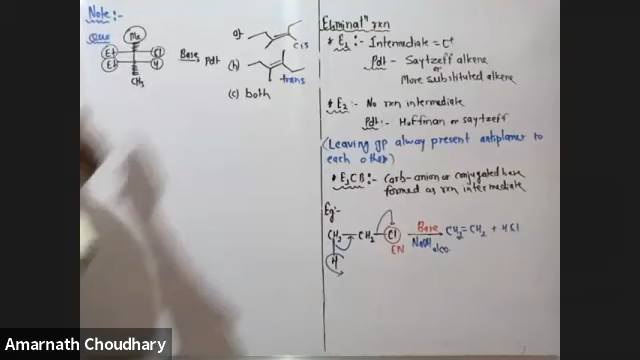 Note:-
Que
Me
Et Cl
Et H
CH3
Base
Pdt
a) cis
(b) trans
(c) both
Eliminatⁿ rxn
* E1 :- Intermediate = C+
Pdt - Saytzeff alkene
or
More substituted alkene
* E2 :- No rxn intermediate
Pdt :- Hoffman or saytzeff
(Leaving gp alway present antiplaner to
each other)
* E1CB :- Carb-anion or conjugated base
formed as rxn intermediate
Eg:-
CH2 — CH2 — Cl Base CH2=CH2 + HCl
H EN NaOH alco.
Amarnath Choudhary